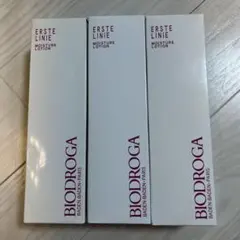 ERSTE
LINIE
MOISTURE
LOTION
BIODROGA
BADEN-BADEN•PARIS
ERSTE
LINIE
MOISTURE
LOTION
BIODROGA
BADEN-BADEN•PARIS
ERSTE
LINIE
MOISTURE
LOTION
BIODROGA
BADEN-BADEN•PARIS